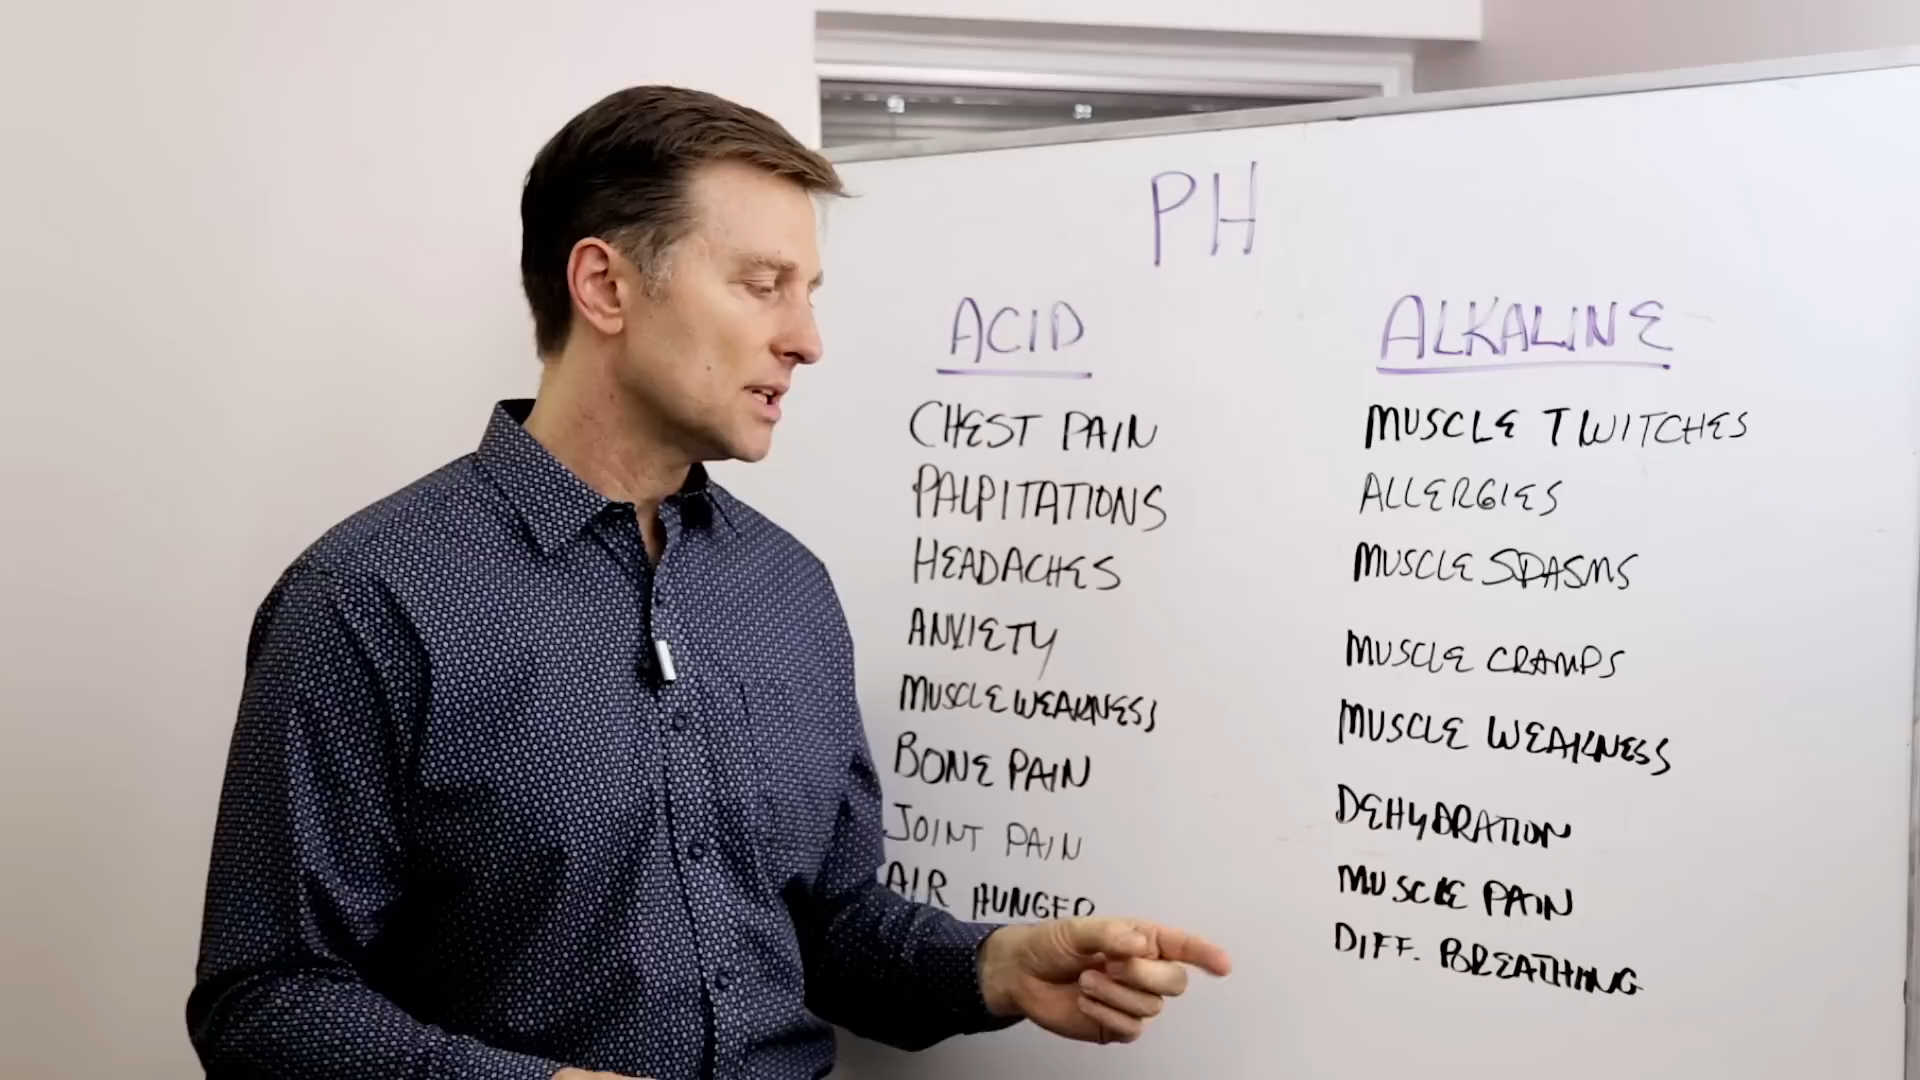 PH
ACID
CHEST PAIN
PALPITATIONS
HEADACHES
ANXIETY
MUSCLE WEAKNESS
BONE PAIN
JOINT PAIN
AIR HUNGER
ALKALINE
MUSCLE TWITCHES
ALLERGIES
MUSCLE SPASMS
MUSCLE CRAMPS
MUSCLE WEAKNESS
DEHYDRATION
MUSCLE PAIN
DIFF. BREATHING